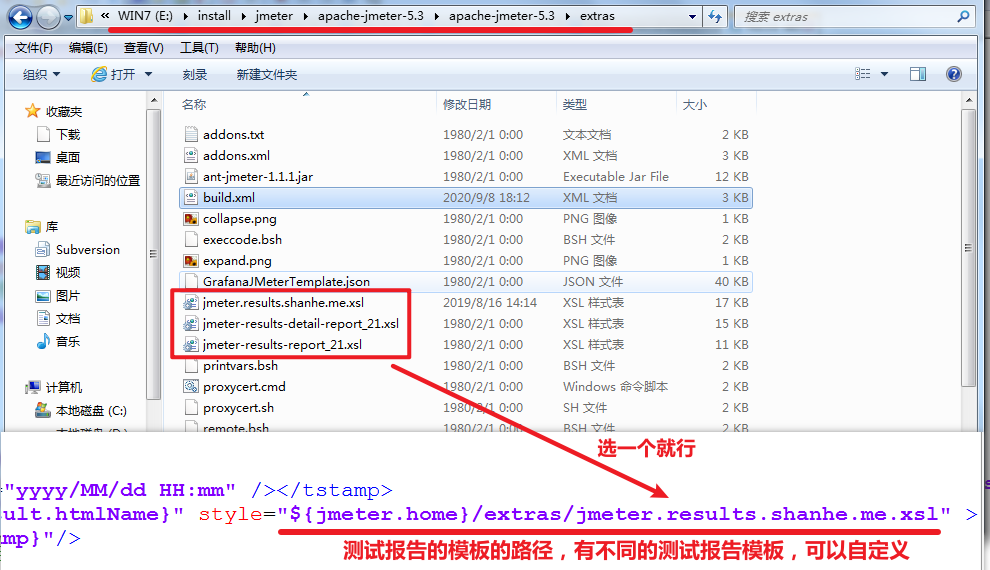 « WIN7 (E:) › install › jmeter › apache-jmeter-5.3 › apache-jmeter-5.3 › extras
搜索 extras
文件(F) 编辑(E) 查看(V) 工具(T) 帮助(H)
组织 打开 刻录 新建文件夹
名称 修改日期 类型 大小
收藏夹
下载
桌面
最近访问的位置
库
Subversion
视频
图片
文档
音乐
计算机
本地磁盘 (C:)
addons.txt 1980/2/1 0:00 文本文档 2 KB
addons.xml 1980/2/1 0:00 XML 文档 3 KB
ant-jmeter-1.1.1.jar 1980/2/1 0:00 Executable Jar File 12 KB
build.xml 2020/9/8 18:12 XML 文档 3 KB
collapse.png 1980/2/1 0:00 PNG 图像 1 KB
execcode.bsh 1980/2/1 0:00 BSH 文件 2 KB
expand.png 1980/2/1 0:00 PNG 图像 1 KB
GrafanaJMeterTemplate.json 1980/2/1 0:00 JSON 文件 40 KB
jmeter.results.shanhe.me.xsl 2019/8/16 14:14 XSL 样式表 17 KB
jmeter-results-detail-report_21.xsl 1980/2/1 0:00 XSL 样式表 15 KB
jmeter-results-report_21.xsl 1980/2/1 0:00 XSL 样式表 11 KB
printvars.bsh 1980/2/1 0:00 BSH 文件 2 KB
proxycert.cmd 1980/2/1 0:00 Windows 命令脚本 2 KB
proxycert.sh 1980/2/1 0:00 SH 文件 2 KB
remote.bsh 1980/2/1 0:00 BSH 文件 2 KB
选一个就行
="yyyy/MM/dd HH:mm" /></tstamp>
ult.htmlName}" style="${jmeter.home}/extras/jmeter.results.shanhe.me.xsl" >
mp}"/>
测试报告的模板的路径，有不同的测试报告模板，可以自定义